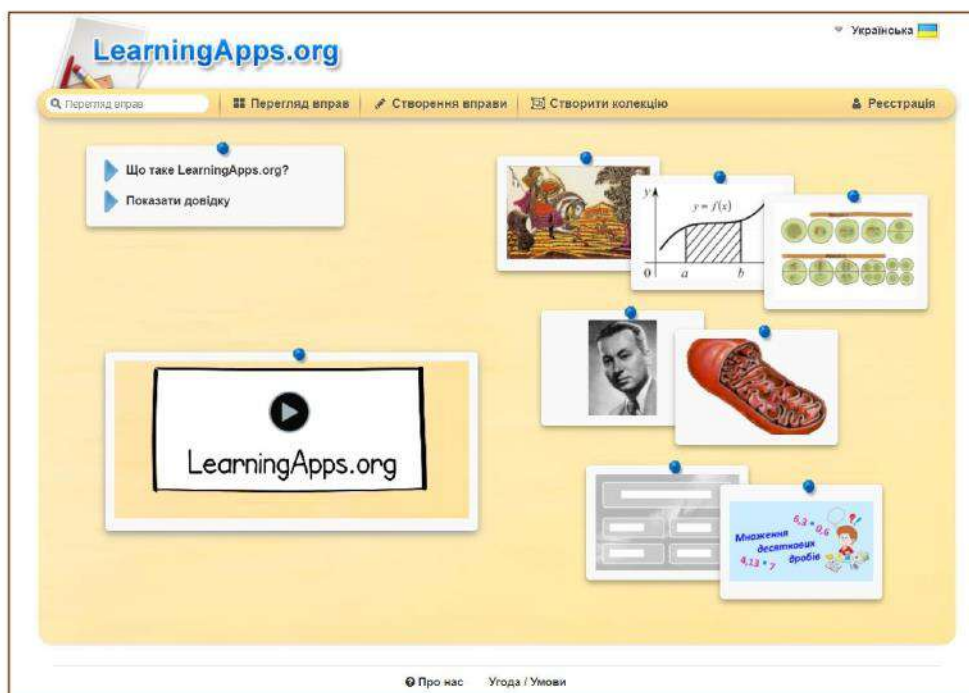 LearningApps.org
Українська
Перегляд вправ
Перегляд вправ
Створення вправи
Створити колекцію
Реєстрація
Що таке LearningApps.org?
Показати довідку
y
y = f(x)
0
a
b
LearningApps.org
Множення
десяткових
дробів
6,3 * 0,6
4,13 * 7
Про нас
Угода / Умови